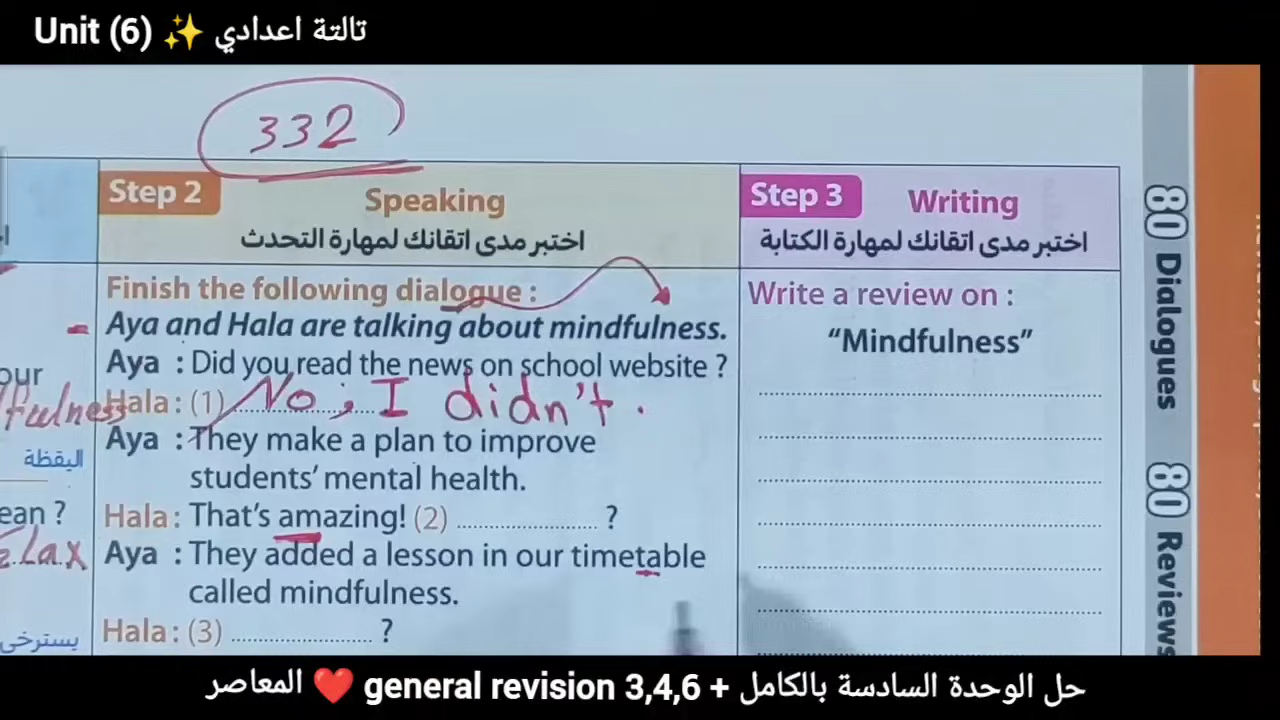 Unit (6) ✨ تالتة اعدادي
332
Step 2 Speaking
اختبر مدى اتقانك لمهارة التحدث
Finish the following dialogue :
Aya and Hala are talking about mindfulness.
Aya : Did you read the news on school website ?
Hala : (1) No, I didn't.
Aya : They make a plan to improve
students' mental health.
Hala : That's amazing! (2) .................... ?
Aya : They added a lesson in our timetable
called mindfulness.
Hala : (3) .................... ?
Step 3 Writing
اختبر مدى اتقانك لمهارة الكتابة
Write a review on :
“Mindfulness”
our
fulness
اليقظة
ean ?
lax
يسترخي
80 Dialogues
80 Reviews
حل الوحدة السادسة بالكامل + general revision 3,4,6 ❤️ المعاصر